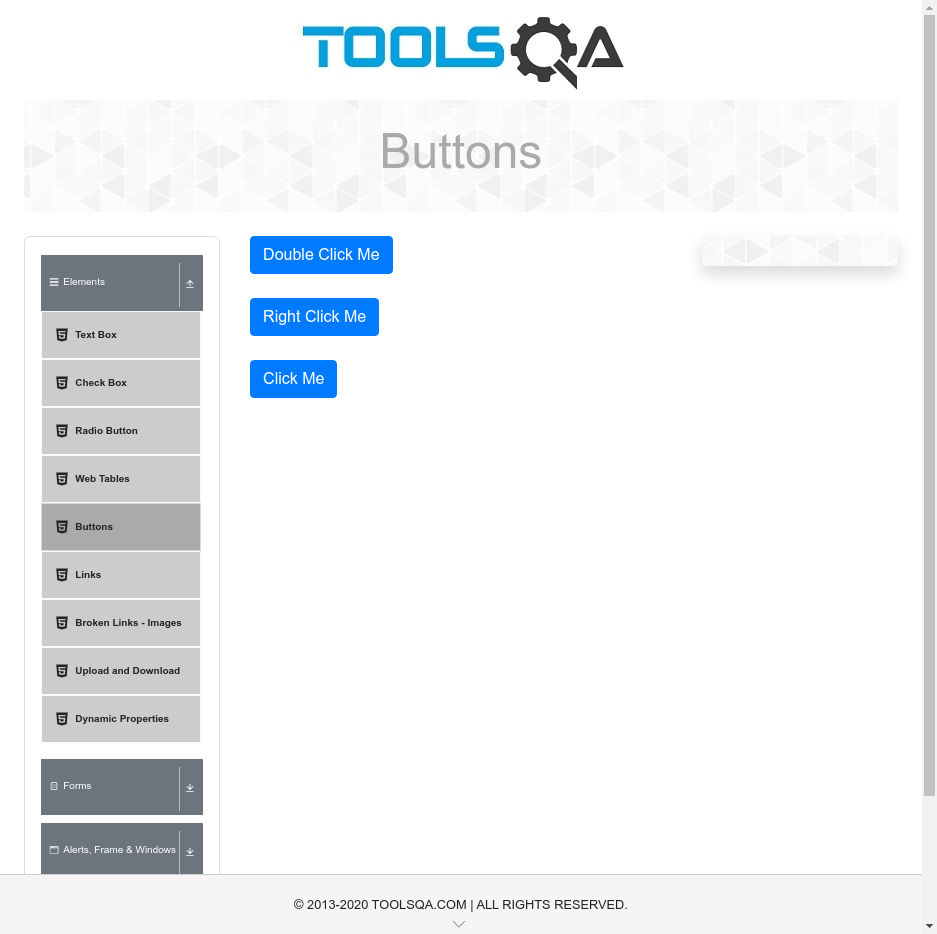 TOOLSQA
Buttons
Elements
Text Box
Check Box
Radio Button
Web Tables
Buttons
Links
Broken Links - Images
Upload and Download
Dynamic Properties
Forms
Alerts, Frame & Windows
Double Click Me
Right Click Me
Click Me
© 2013-2020 TOOLSQA.COM | ALL RIGHTS RESERVED.